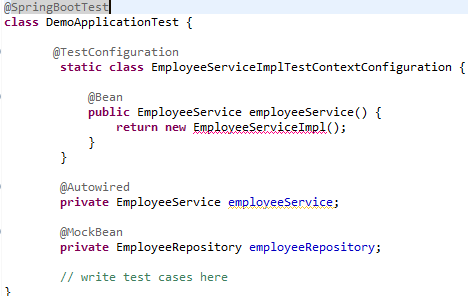 @SpringBootTest
class DemoApplicationTest {
@TestConfiguration
static class EmployeeServiceImplTestContextConfiguration {
@Bean
public EmployeeService employeeService() {
return new EmployeeServiceImpl();
}
}
@Autowired
private EmployeeService employeeService;
@MockBean
private EmployeeRepository employeeRepository;
// write test cases here
}